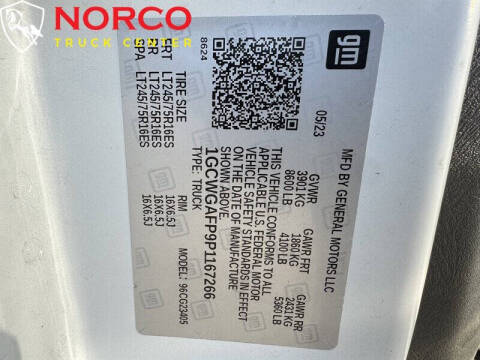 NORCO
TRUCK CENTER
gm
MFD BY GENERAL MOTORS LLC
05/23
GVWR
3901 KG
8600 LB
GAWR FRT
1860 KG
4100 LB
GAWR RR
2431 KG
5360 LB
THIS VEHICLE CONFORMS TO ALL
APPLICABLE U.S. FEDERAL MOTOR
VEHICLE SAFETY STANDARDS IN EFFECT
ON THE DATE OF MANUFACTURE
SHOWN ABOVE.
1GCWGAFP9P1167266
TYPE: TRUCK
MODEL: 96CG23405
8624
TIRE SIZE
RIM
FRT LT245/75R16ES 16X6.5J
RR LT245/75R16ES 16X6.5J
SPA LT245/75R16ES 16X6.5J